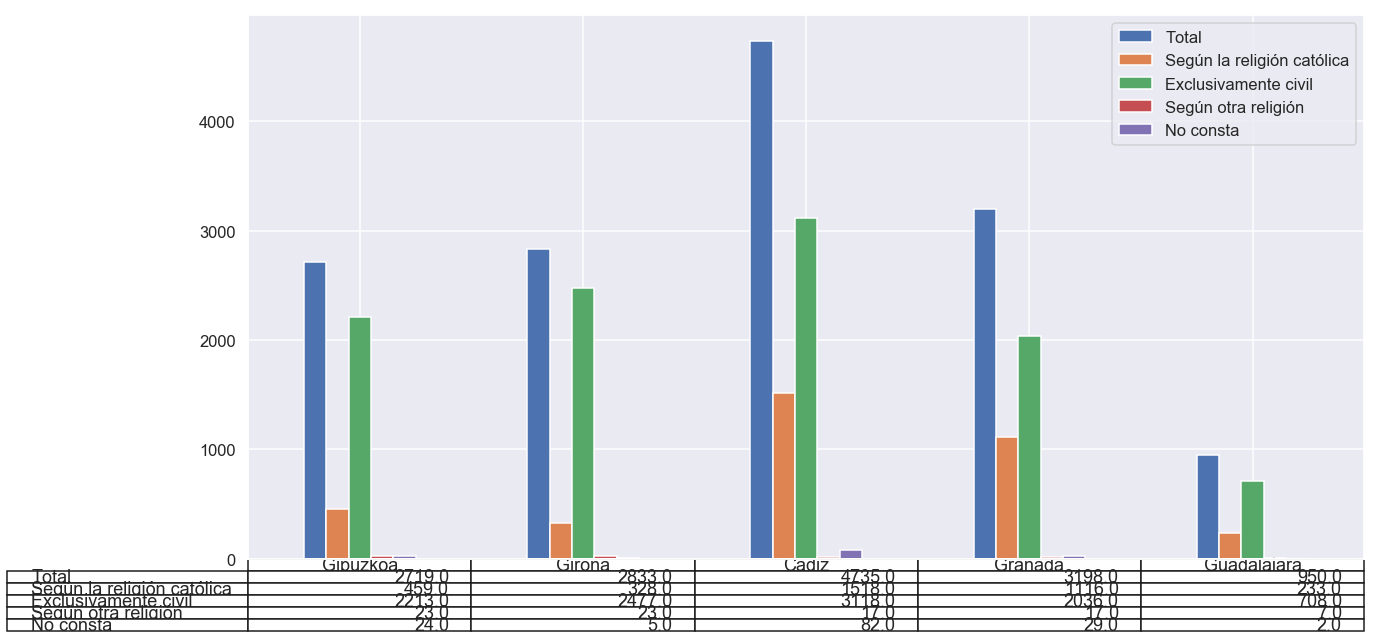 Total
Según la religión católica
Exclusivamente civil
Según otra religión
No consta
4000
3000
2000
1000
0
Gipuzkoa Girona Cádiz Granada Guadalajara
Total 2719.0 2833.0 4735.0 3198.0 950.0
Según la religión católica 459.0 328.0 1518.0 1116.0 233.0
Exclusivamente civil 2213.0 2477.0 3118.0 2036.0 708.0
Según otra religión 23.0 23.0 17.0 17.0 7.0
No consta 24.0 5.0 82.0 29.0 2.0